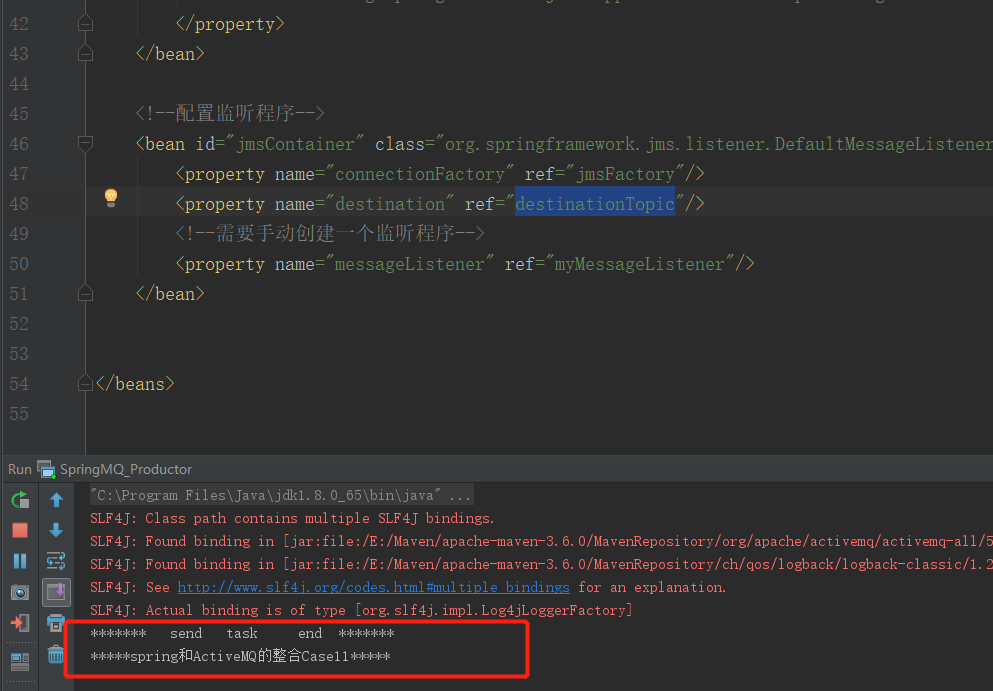 42 </property>
43 </bean>
44
45 <!--配置监听程序-->
46 <bean id="jmsContainer" class="org.springframework.jms.listener.DefaultMessageListener
47 <property name="connectionFactory" ref="jmsFactory"/>
48 <property name="destination" ref="destinationTopic"/>
49 <!--需要手动创建一个监听程序-->
50 <property name="messageListener" ref="myMessageListener"/>
51 </bean>
52
53
54 </beans>
55
Run SpringMQ_Productor
"C:\Program Files\Java\jdk1.8.0_65\bin\java" ...
SLF4J: Class path contains multiple SLF4J bindings.
SLF4J: Found binding in [jar:file:/E:/Maven/apache-maven-3.6.0/MavenRepository/org/apache/activemq/activemq-all/5
SLF4J: Found binding in [jar:file:/E:/Maven/apache-maven-3.6.0/MavenRepository/ch/qos/logback/logback-classic/1.2
SLF4J: See http://www.slf4j.org/codes.html#multiple_bindings for an explanation.
SLF4J: Actual binding is of type [org.slf4j.impl.Log4jLoggerFactory]
******* send task end *******
*****spring和ActiveMQ的整合Case11*****